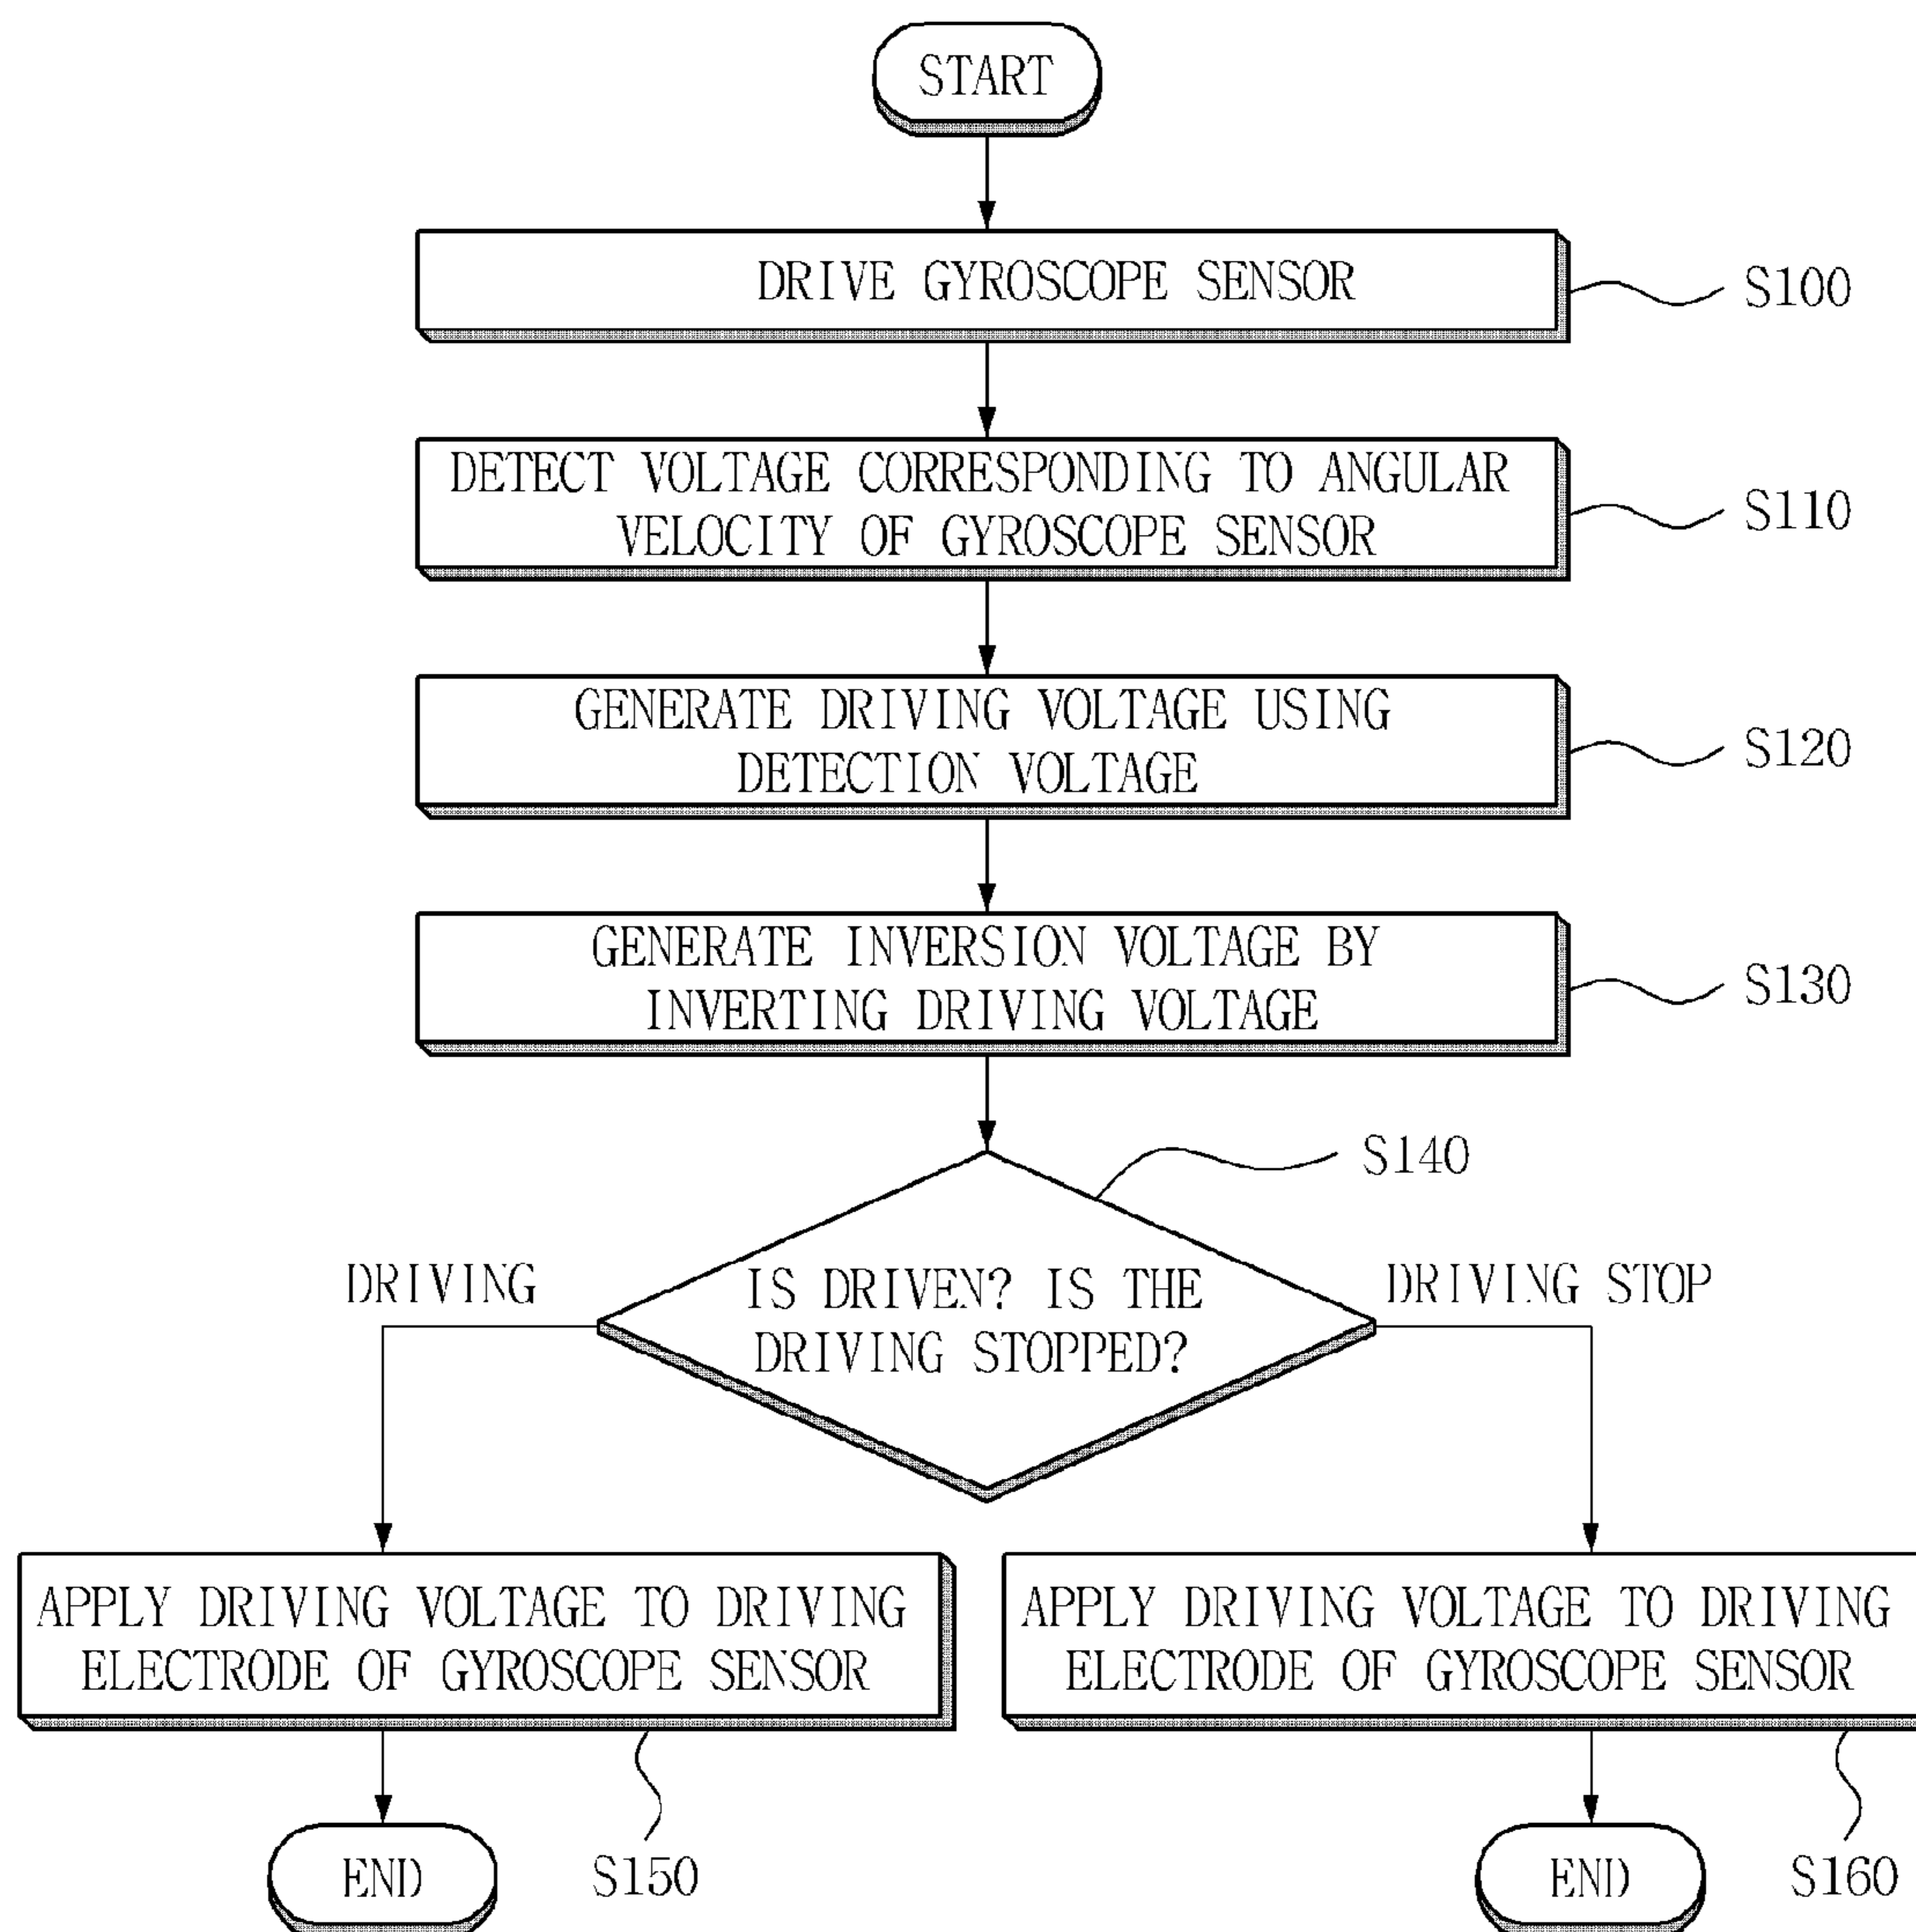 START
DRIVE GYROSCOPE SENSOR
S100
DETECT VOLTAGE CORRESPONDING TO ANGULAR
VELOCITY OF GYROSCOPE SENSOR
S110
GENERATE DRIVING VOLTAGE USING
DETECTION VOLTAGE
S120
GENERATE INVERSION VOLTAGE BY
INVERTING DRIVING VOLTAGE
S130
S140
DRIVING
IS DRIVEN? IS THE
DRIVING STOPPED?
DRIVING STOP
APPLY DRIVING VOLTAGE TO DRIVING
ELECTRODE OF GYROSCOPE SENSOR
APPLY DRIVING VOLTAGE TO DRIVING
ELECTRODE OF GYROSCOPE SENSOR
END
S150
END
S160